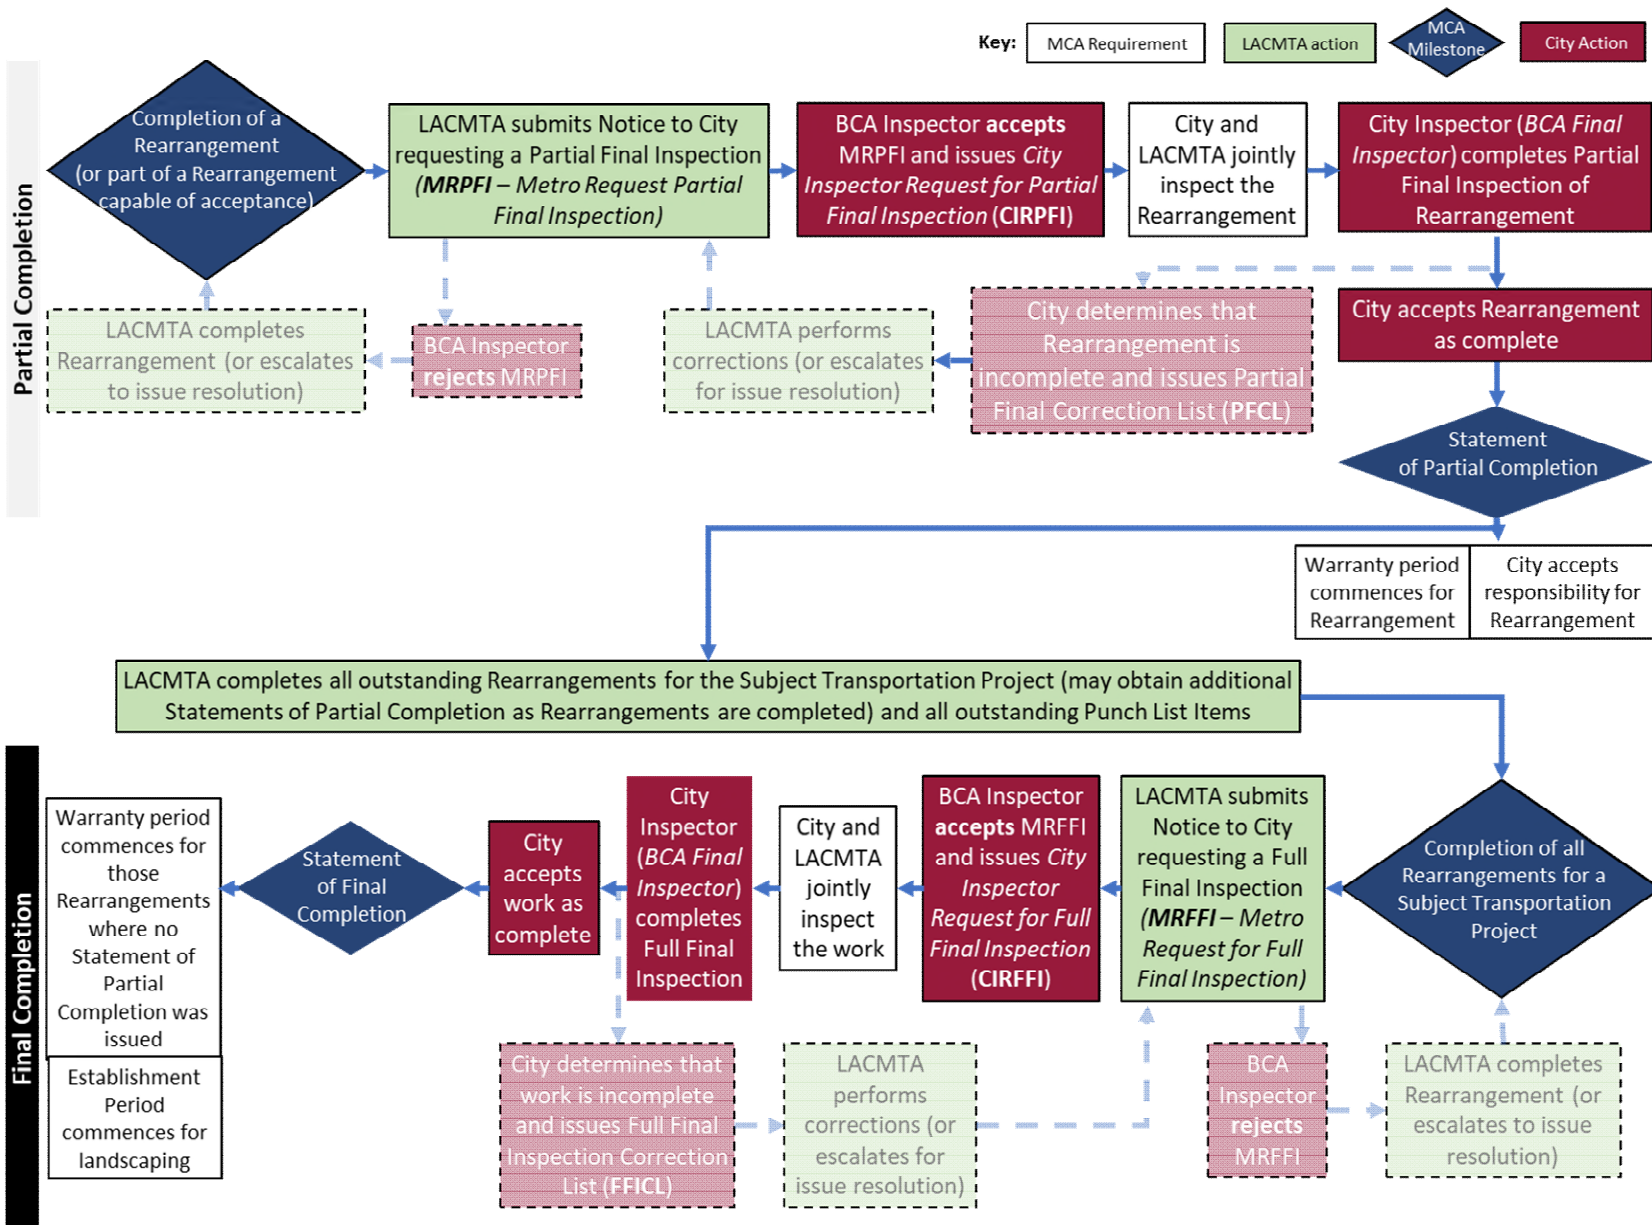 Key:
MCA Requirement
LACMTA action
MCA
Milestone
City Action
Partial Completion
Completion of a
Rearrangement
(or part of a Rearrangement
capable of acceptance)
LACMTA submits Notice to City
requesting a Partial Final Inspection
(MRPFI – Metro Request Partial
Final Inspection)
BCA Inspector accepts
MRPFI and issues City
Inspector Request for Partial
Final Inspection (CIRPFI)
City and
LACMTA jointly
inspect the
Rearrangement
City Inspector (BCA Final
Inspector) completes Partial
Final Inspection of
Rearrangement
LACMTA completes
Rearrangement (or escalates
to issue resolution)
BCA Inspector
rejects MRPFI
LACMTA performs
corrections (or escalates
for issue resolution)
City determines that
Rearrangement is
incomplete and issues Partial
Final Correction List (PFCL)
City accepts Rearrangement
as complete
Statement
of Partial Completion
Warranty period
commences for
Rearrangement
City accepts
responsibility for
Rearrangement
LACMTA completes all outstanding Rearrangements for the Subject Transportation Project (may obtain additional
Statements of Partial Completion as Rearrangements are completed) and all outstanding Punch List Items
Final Completion
Warranty period
commences for
those
Rearrangements
where no
Statement of
Partial
Completion was
issued
Establishment
Period
commences for
landscaping
Statement
of Final
Completion
City
accepts
work as
complete
City
Inspector
(BCA Final
Inspector)
completes
Full Final
Inspection
City and
LACMTA
jointly
inspect
the work
BCA Inspector
accepts MRFFI
and issues City
Inspector
Request for Full
Final Inspection
(CIRFFI)
LACMTA submits
Notice to City
requesting a Full
Final Inspection
(MRFFI – Metro
Request for Full
Final Inspection)
Completion of all
Rearrangements for a
Subject Transportation
Project
City determines that
work is incomplete
and issues Full Final
Inspection Correction
List (FFICL)
LACMTA
performs
corrections (or
escalates for
issue resolution)
BCA
Inspector
rejects
MRFFI
LACMTA completes
Rearrangement (or
escalates to issue
resolution)